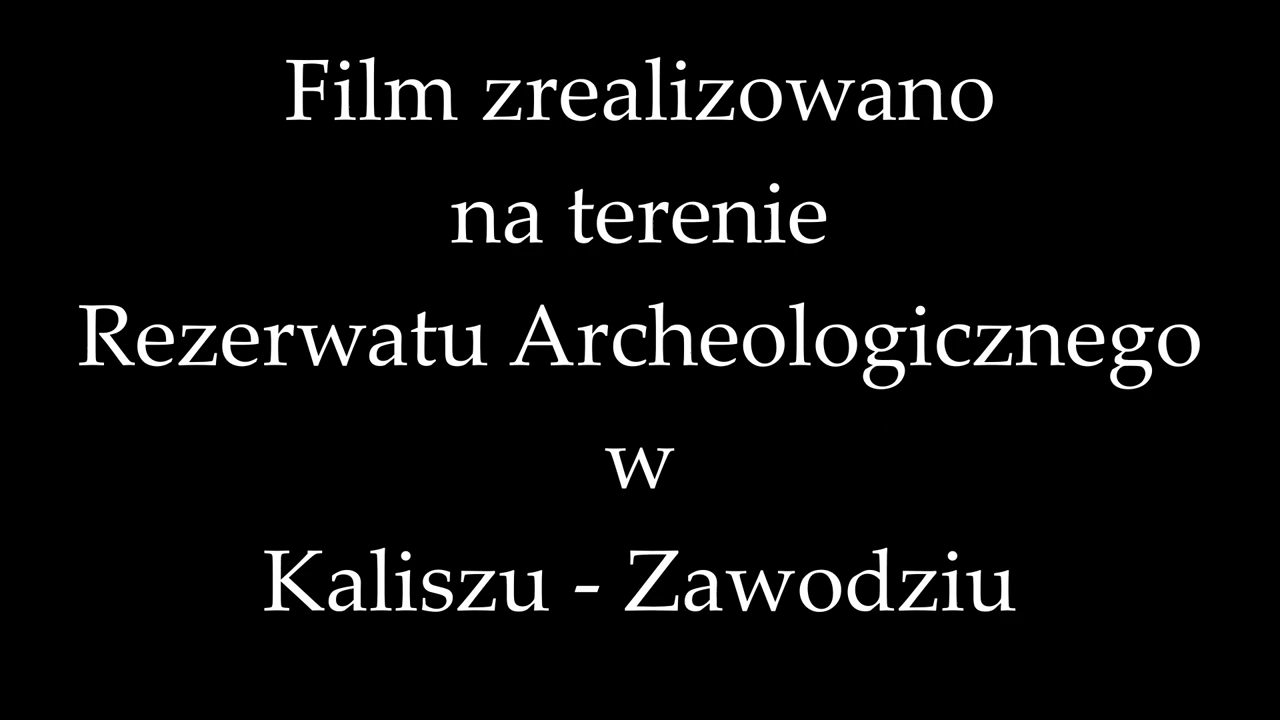 Film zrealizowano
na terenie
Rezerwatu Archeologicznego
w
Kaliszu - Zawodziu